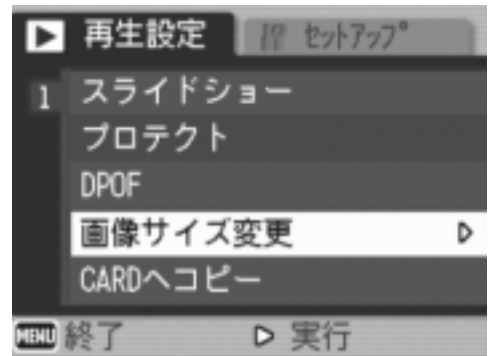 再生設定 セットアップ
1 スライドショー
プロテクト
DPOF
画像サイズ変更
CARDへコピー
MENU 終了 実行